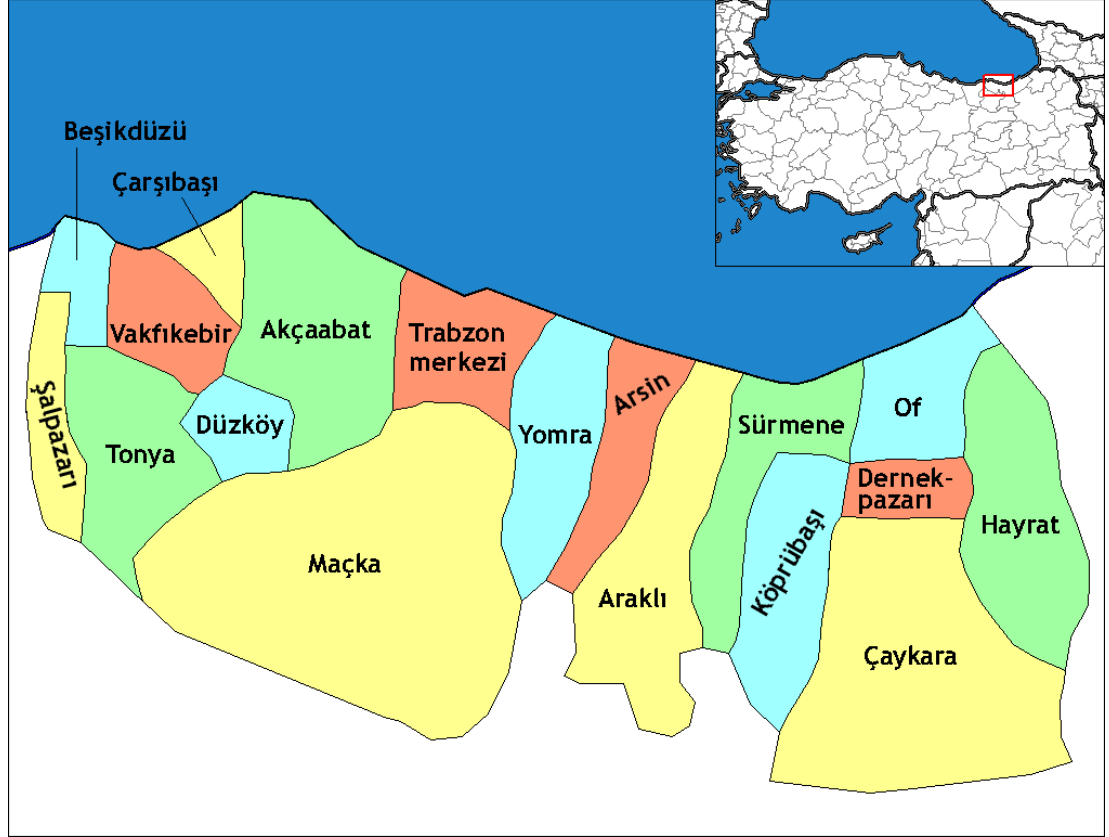 Beşikdüzü
Çarşıbaşı
Vakfıkebir
Akçaabat
Trabzon
merkezi
Şalpazarı
Tonya
Düzköy
Yomra
Arsin
Sürmene
Of
Dernek-
pazarı
Hayrat
Maçka
Araklı
Köprübaşı
Çaykara